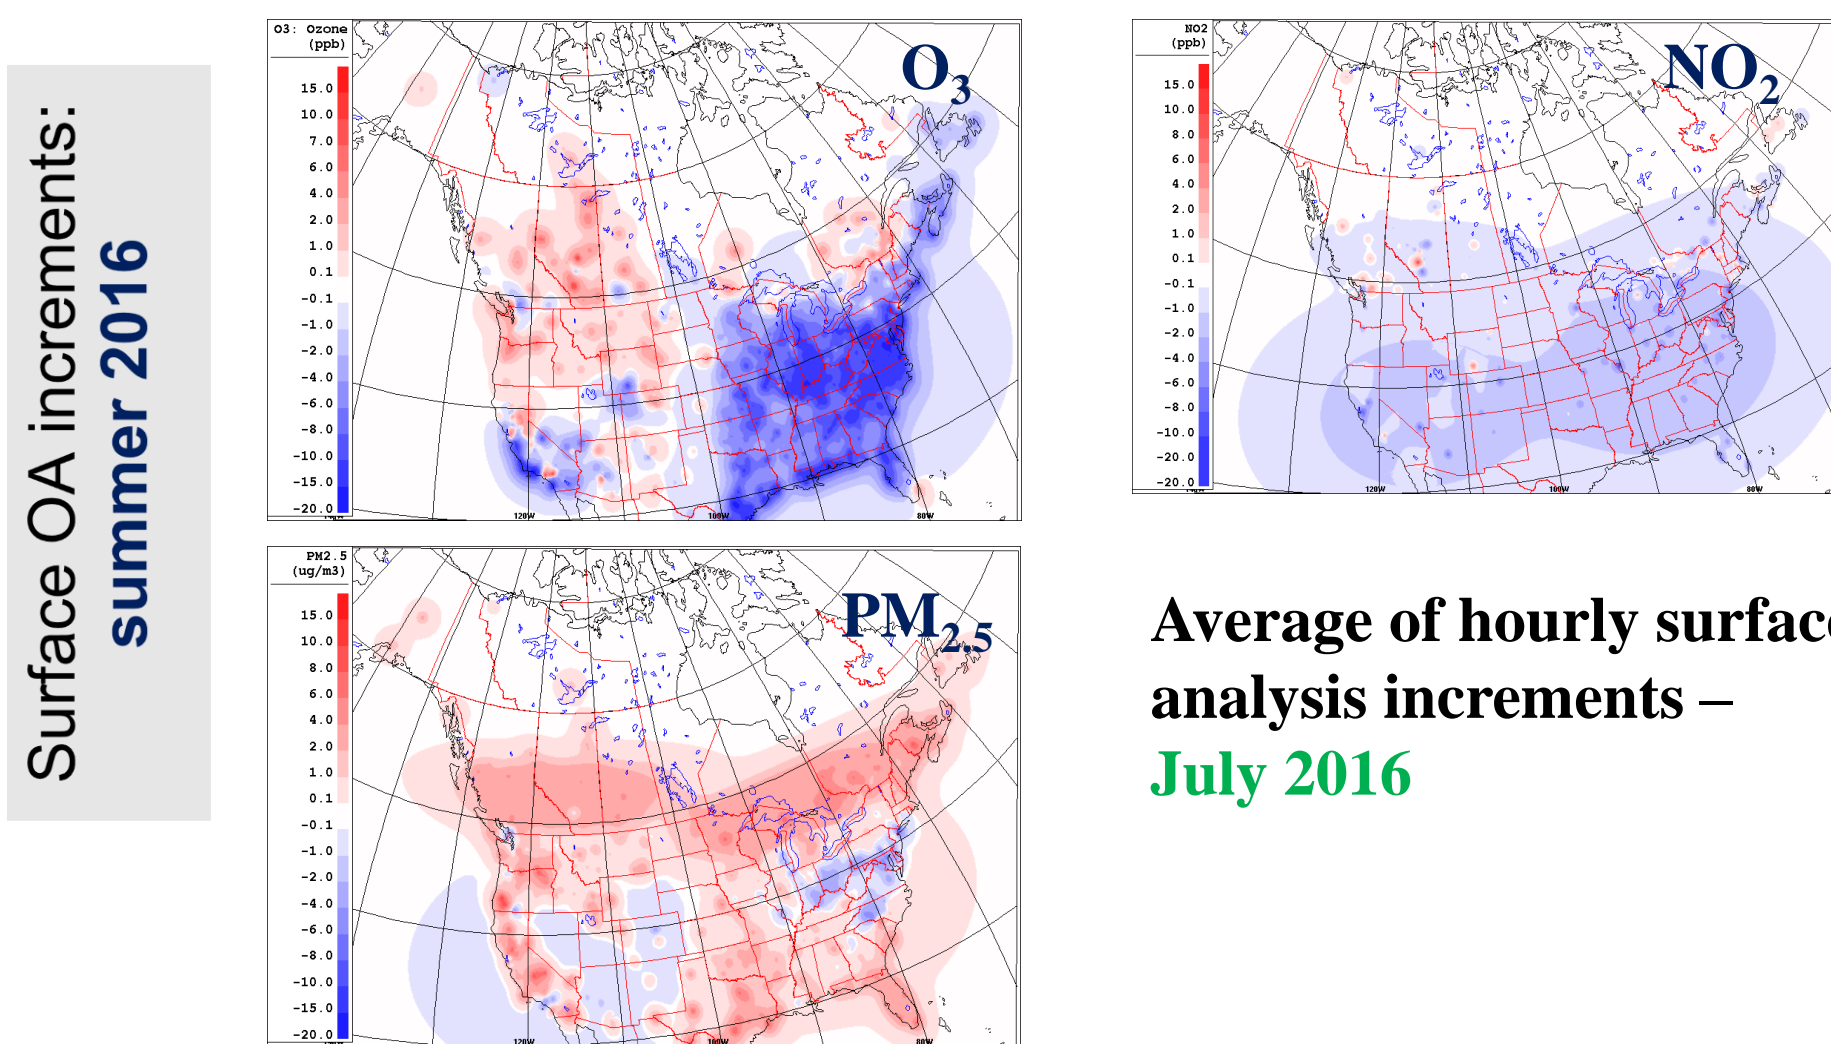 Surface OA increments:
summer 2016
O3: Ozone
(ppb)
15.0
10.0
7.0
6.0
4.0
2.0
1.0
0.1
-0.1
-1.0
-2.0
-4.0
-6.0
-8.0
-10.0
-15.0
-20.0
O3
120W
100W
80W
NO2
(ppb)
15.0
10.0
8.0
6.0
4.0
2.0
1.0
0.1
-0.1
-1.0
-2.0
-4.0
-6.0
-8.0
-10.0
-20.0
-20.0
NO2
120W
100W
80W
PM2.5
(ug/m3)
15.0
10.0
8.0
6.0
4.0
2.0
1.0
0.1
-0.1
-1.0
-2.0
-4.0
-6.0
-8.0
-10.0
-15.0
-20.0
PM2.5
120W
100W
80W
Average of hourly surfac
analysis increments –
July 2016